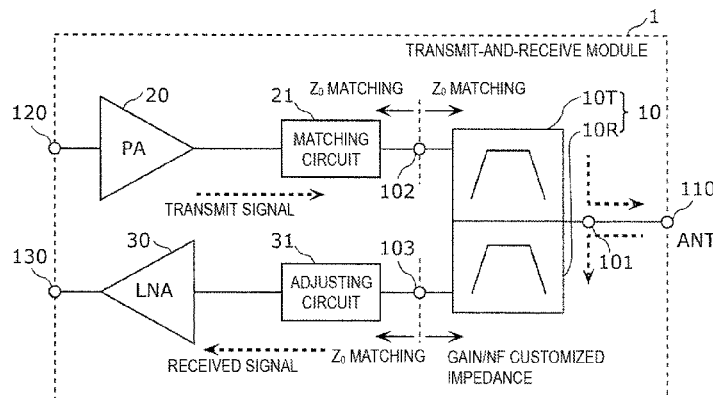 1
TRANSMIT-AND-RECEIVE MODULE
Z0 MATCHING
Z0 MATCHING
20
21
10T
10
10R
120
PA
MATCHING
CIRCUIT
102
110
TRANSMIT SIGNAL
ANT
101
130
30
31
103
LNA
ADJUSTING
CIRCUIT
RECEIVED SIGNAL
Z0 MATCHING
GAIN/NF CUSTOMIZED
IMPEDANCE